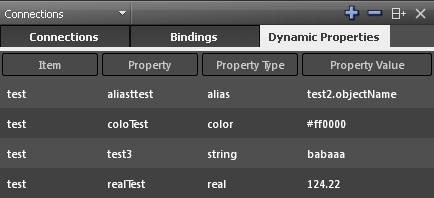 Connections
Connections Bindings Dynamic Properties
Item Property Property Type Property Value
test aliasttest alias test2.objectName
test coloTest color #ff0000
test test3 string babaaa
test realTest real 124.22